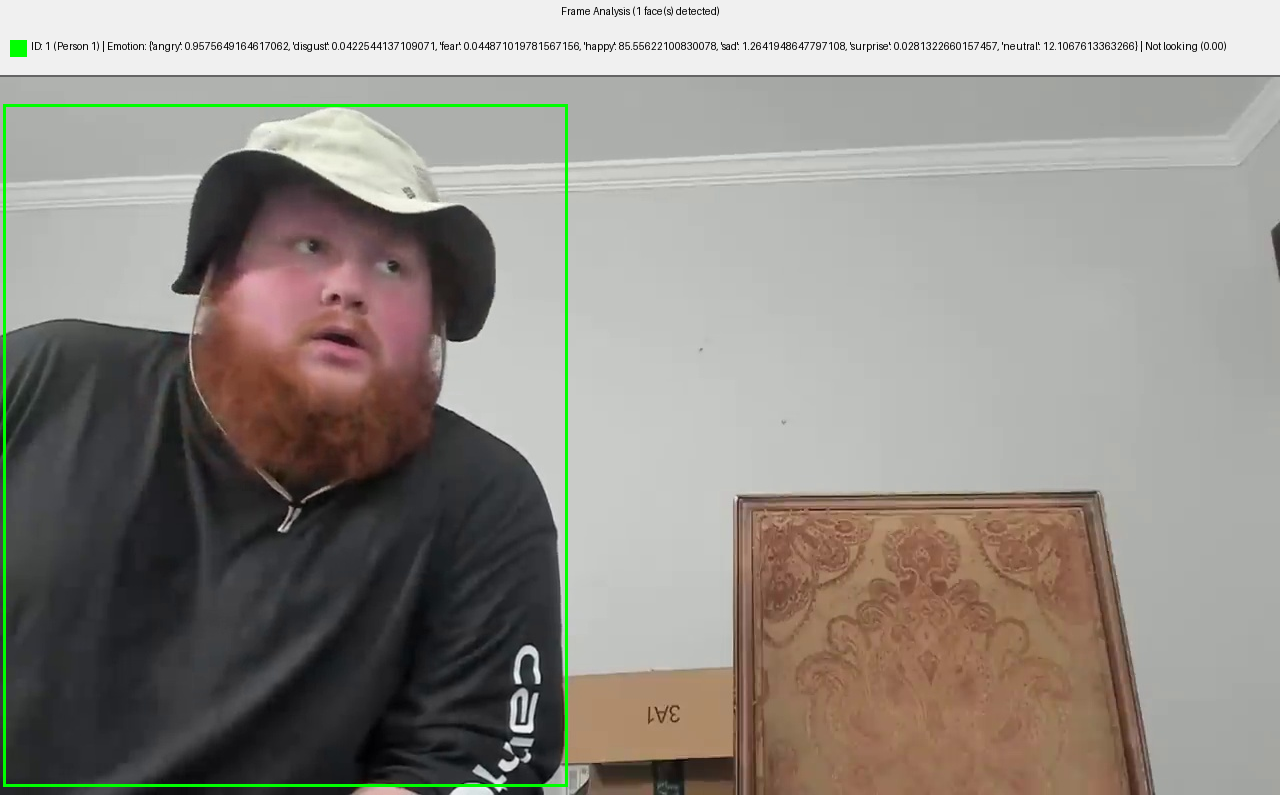 Frame Analysis (1 face(s) detected)
ID: 1 (Person 1) | Emotion: {'angry': 0.9575649164617062, 'disgust': 0.0422544137109071, 'fear': 0.044871019781567156, 'happy': 85.55622100830078, 'sad': 1.2641948647797108, 'surprise': 0.0281322660157457, 'neutral': 12.1067613363266} | Not looking (0.00)
3A1